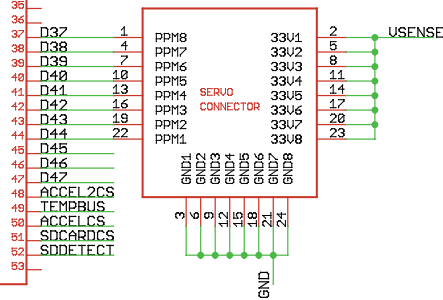 35
36
37 D37 1 PPM8 33V1 2 VSENSE
38 D38 4 PPM7 33V2 5
39 D39 7 PPM6 33V3 8
40 D40 10 PPM5 33V4 11
41 D41 13 PPM4 SERVO 33V5 14
42 D42 16 PPM3 CONNECTOR 33V6 17
43 D43 19 PPM2 33V7 20
44 D44 22 PPM1 33V8 23
45 D45
46 D46
47 D47
48 ACCEL2CS
49 TEMPBUS
50 ACCELCS
51 SDCARDCS
52 SDDETECT
53
GND1 GND2 GND3 GND4 GND5 GND6 GND7 GND8
3 6 9 12 15 18 21 24
GND